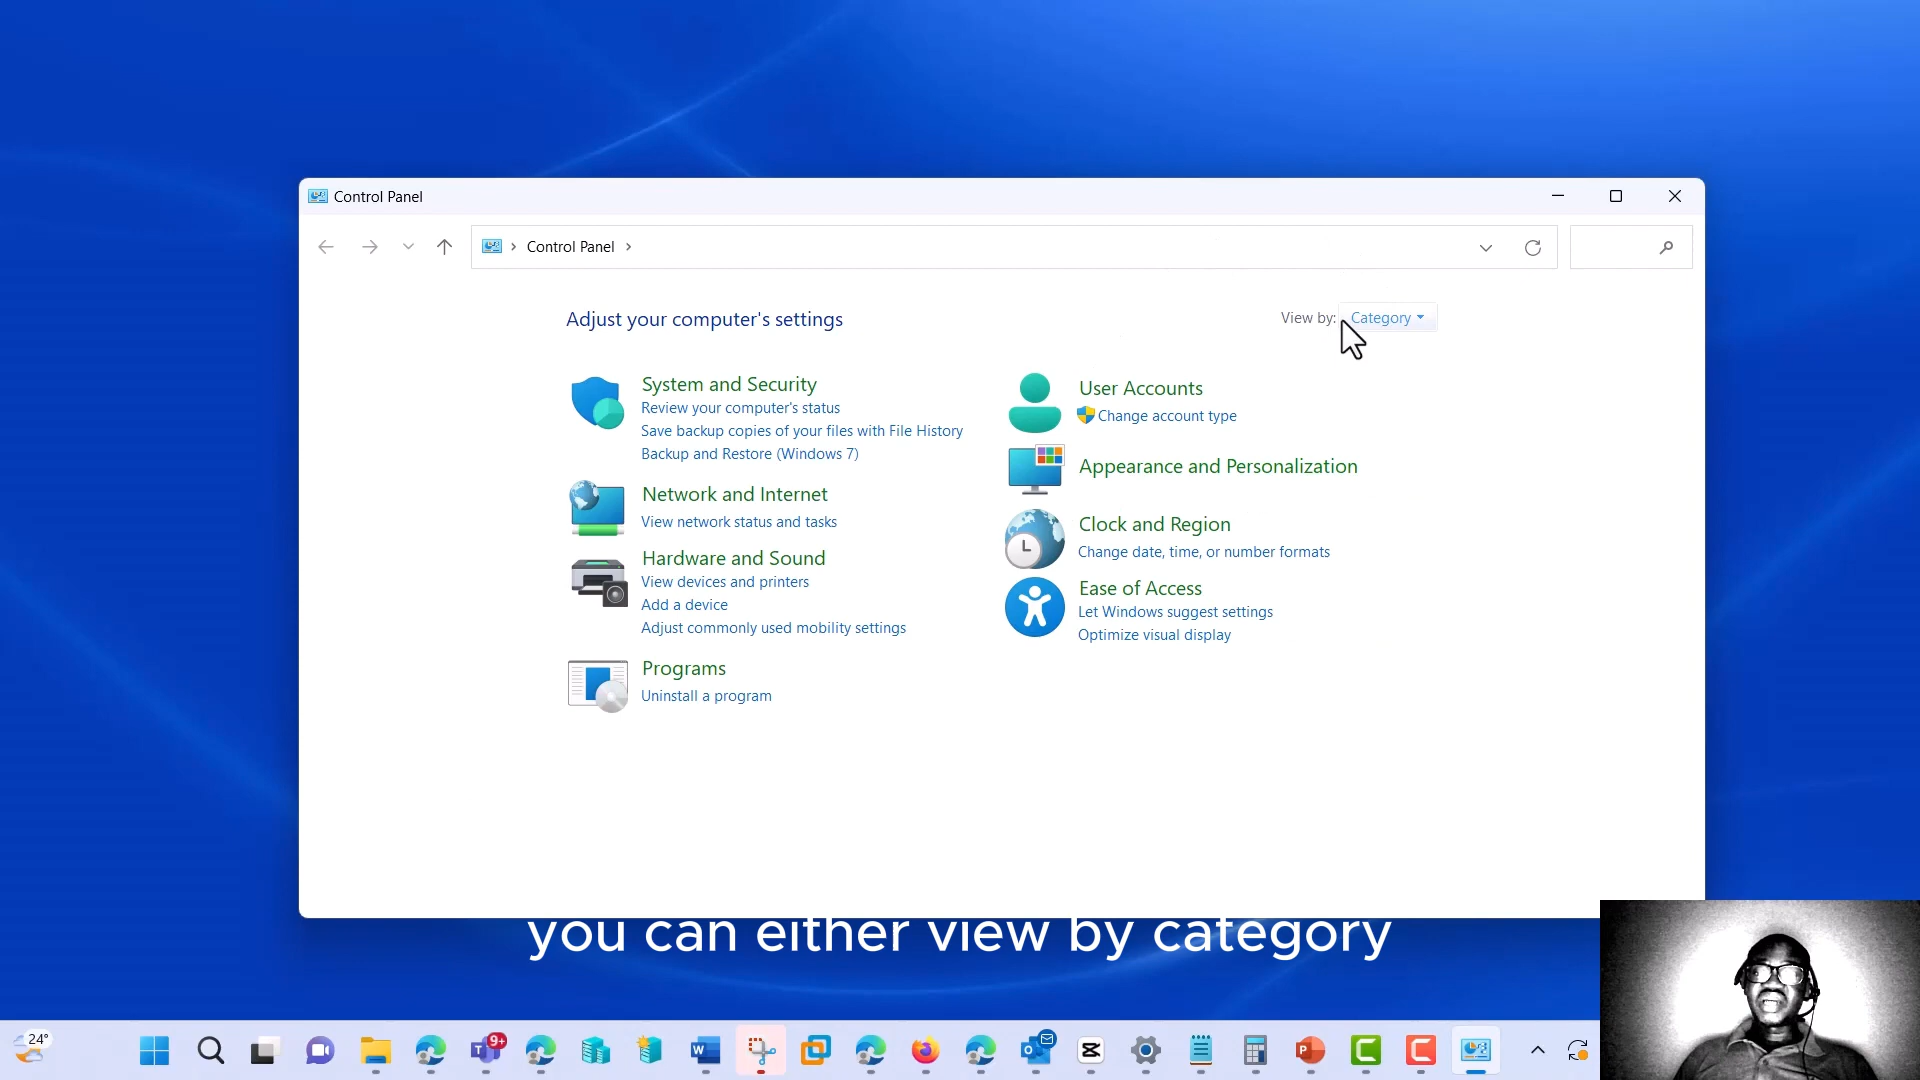 Control Panel
Control Panel
Adjust your computer's settings
View by: Category
System and Security
Review your computer's status
Save backup copies of your files with File History
Backup and Restore (Windows 7)
Network and Internet
View network status and tasks
Hardware and Sound
View devices and printers
Add a device
Adjust commonly used mobility settings
Programs
Uninstall a program
User Accounts
Change account type
Appearance and Personalization
Clock and Region
Change date, time, or number formats
Ease of Access
Let Windows suggest settings
Optimize visual display
you can either view by category
24°
9+